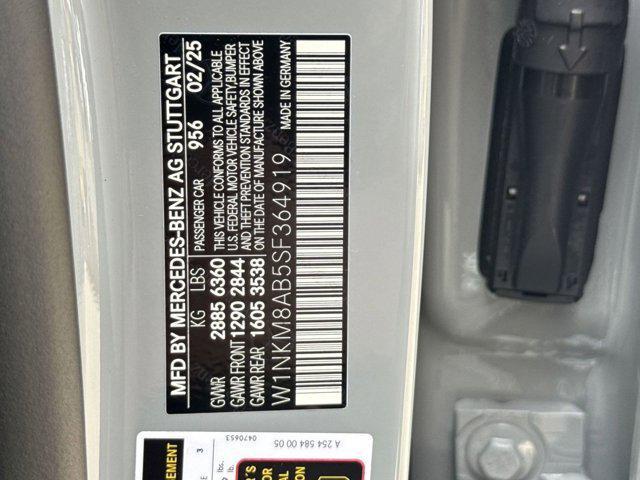 MFD BY MERCEDES-BENZ AG STUTTGART
KG LBS PASSENGER CAR 956 02/25
GVWR 2885 6360 THIS VEHICLE CONFORMS TO ALL APPLICABLE
GAWR FRONT 1290 2844 U.S. FEDERAL MOTOR VEHICLE SAFETY, BUMPER
AND THEFT PREVENTION STANDARDS IN EFFECT
GAWR REAR 1605 3538 ON THE DATE OF MANUFACTURE SHOWN ABOVE
W1NKM8AB5SF364919 MADE IN GERMANY
A 254 584 00 05
0470653
3
lbs.
lb.